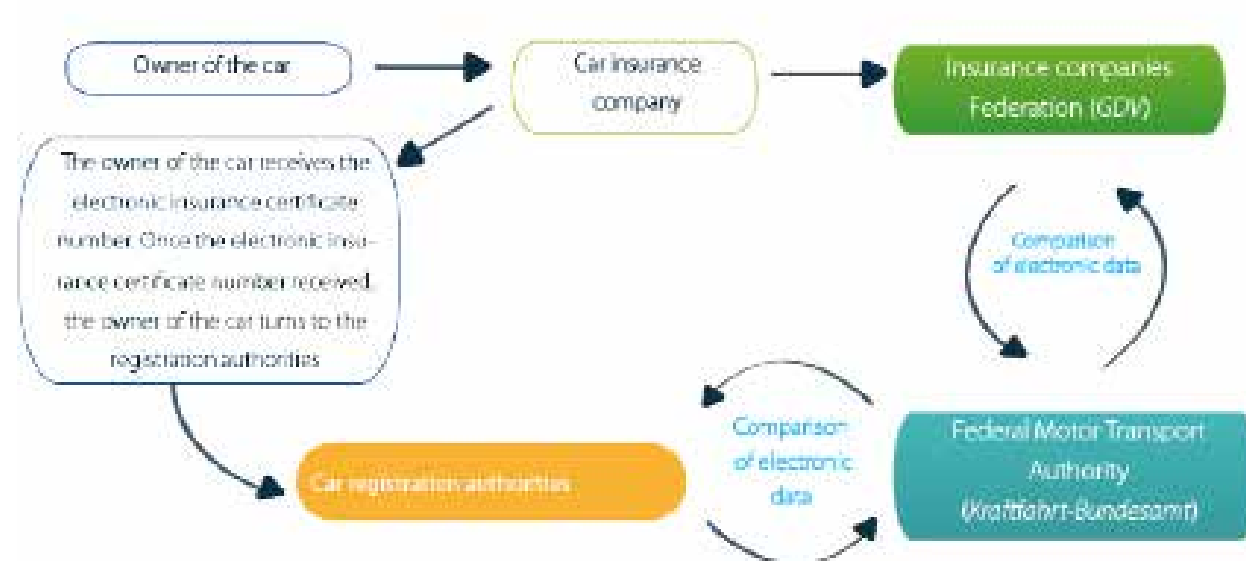 Owner of the car
Car insurance
company
Insurance companies
Federation (GDV)
The owner of the car receives the
electronic insurance certificate
number. Once the electronic insu-
rance certificate number received,
the owner of the car turns to the
registration authorities
Comparison
of electronic data
Car registration authorities
Comparison
of electronic
data
Federal Motor Transport
Authority
(Kraftfahrt-Bundesamt)